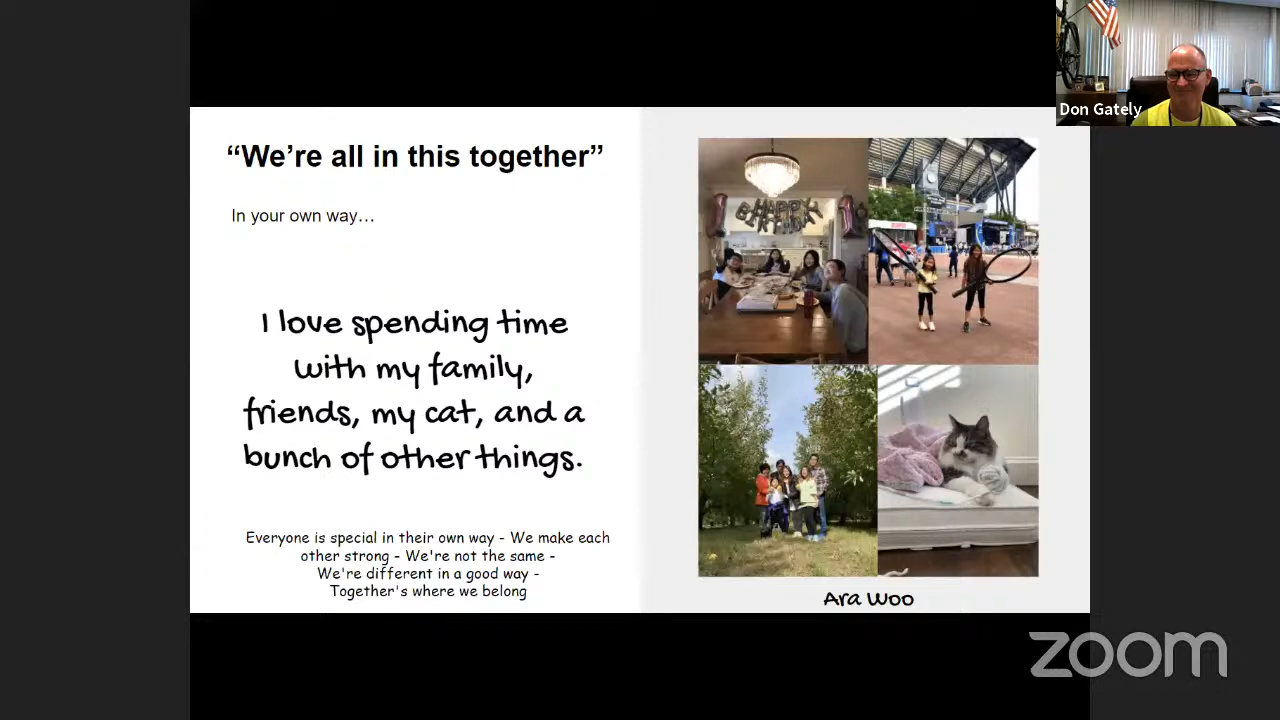 “We’re all in this together”
In your own way…
I love spending time
with my family,
friends, my cat, and a
bunch of other things.
Everyone is special in their own way - We make each
other strong - We're not the same -
We're different in a good way -
Together's where we belong
HAPPY
BIRTHDAY
Ara Woo
Don Gately
zoom